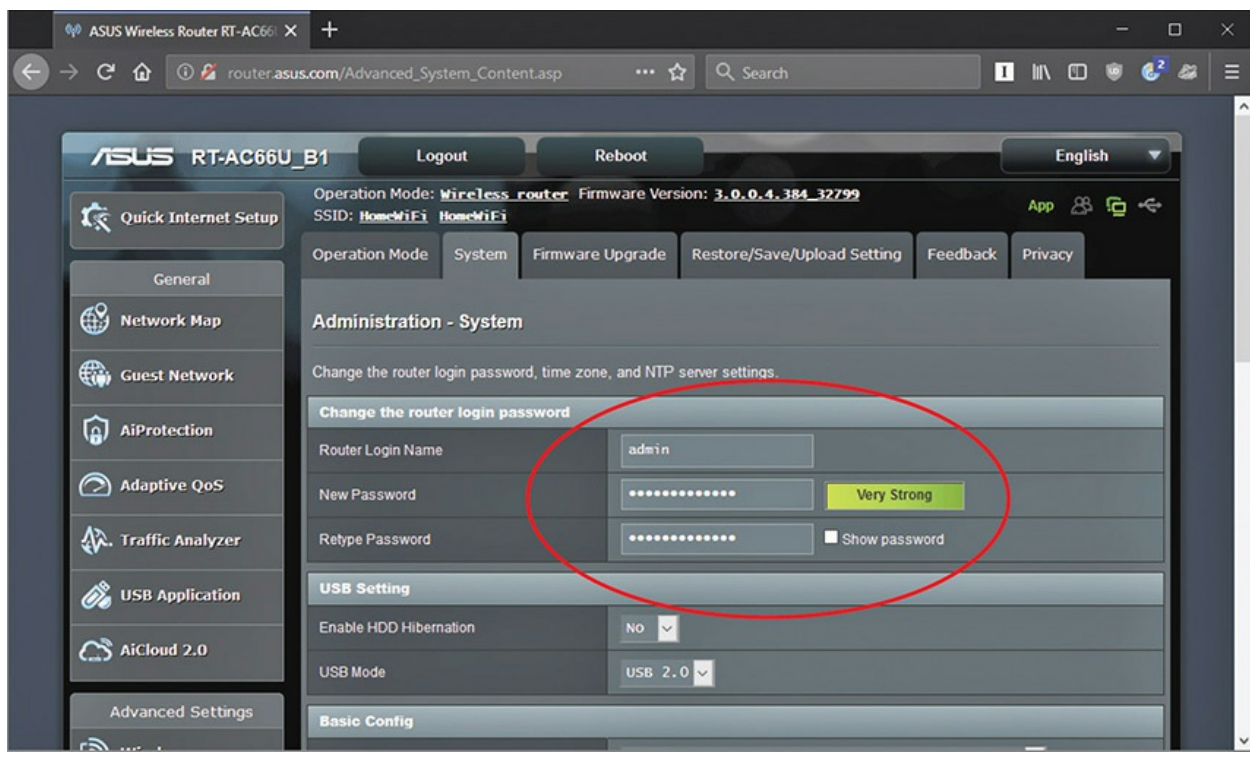 ASUS Wireless Router RT-AC66
router.asus.com/Advanced_System_Content.asp
Search
2
ASUS RT-AC66U_B1
Logout
Reboot
English
Quick Internet Setup
Operation Mode: Wireless router Firmware Version: 3.0.0.4.384_32799
SSID: HomeWiFi HomeWiFi
App
Operation Mode
System
Firmware Upgrade
Restore/Save/Upload Setting
Feedback
Privacy
General
Network Map
Guest Network
AiProtection
Adaptive QoS
Traffic Analyzer
USB Application
AiCloud 2.0
Advanced Settings
Administration - System
Change the router login password, time zone, and NTP server settings.
Change the router login password
Router Login Name admin
New Password ••••••••••••• Very Strong
Retype Password ••••••••••••• Show password
USB Setting
Enable HDD Hibernation NO
USB Mode USB 2.0
Basic Config